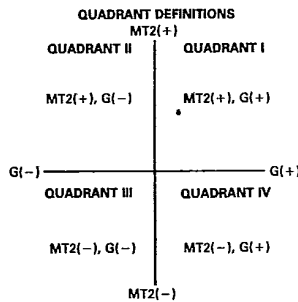 QUADRANT DEFINITIONS
MT2(+)
QUADRANT II QUADRANT I
MT2(+), G(−) MT2(+), G(+)
G(−) G(+)
QUADRANT III QUADRANT IV
MT2(−), G(−) MT2(−), G(+)
MT2(−)